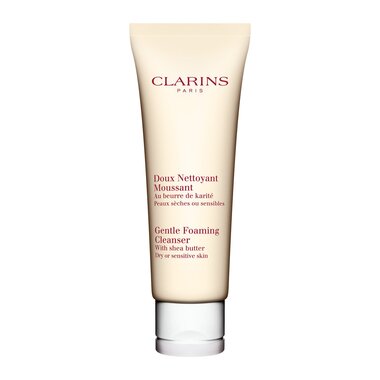 CLARINS
PARIS
Doux Nettoyant
Moussant
Au beurre de karité
Peaux sèches ou sensibles
Gentle Foaming
Cleanser
With shea butter
Dry or sensitive skin